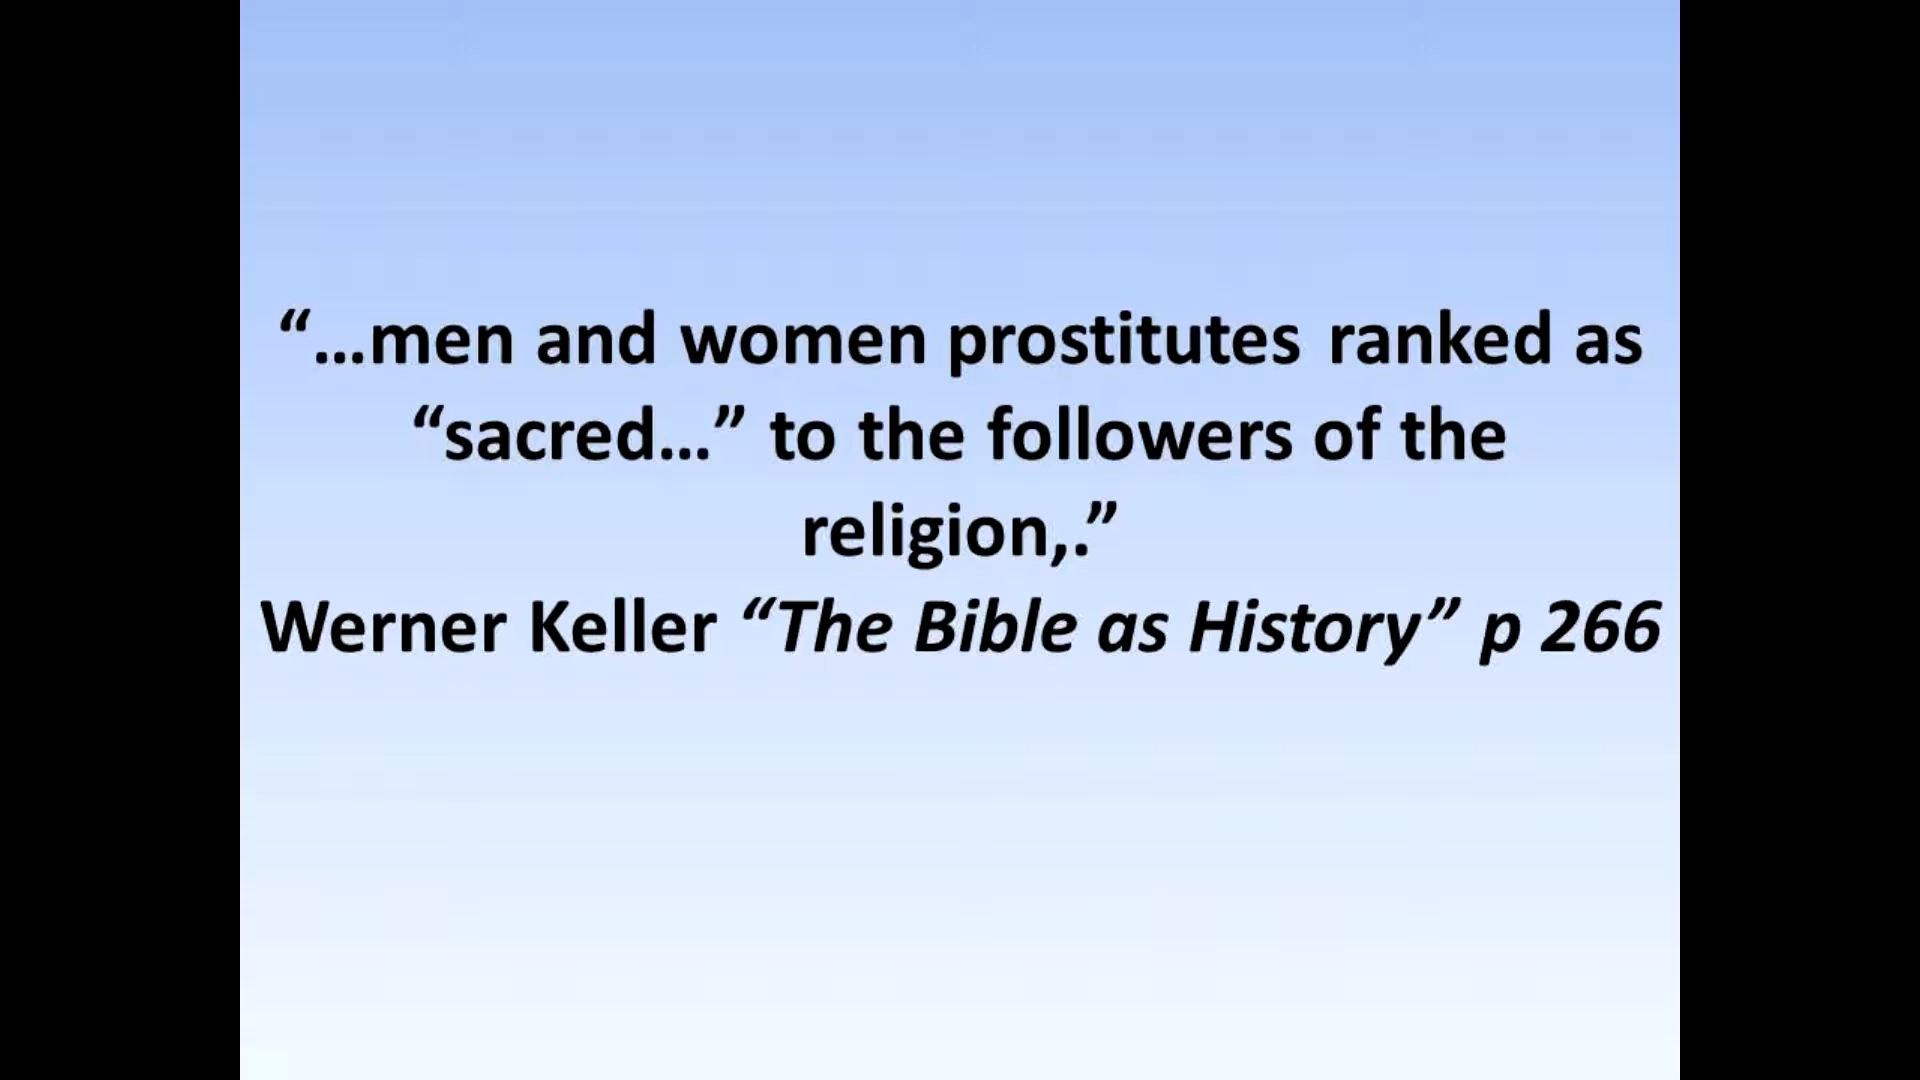 “...men and women prostitutes ranked as
“sacred...” to the followers of the
religion,.”
Werner Keller “The Bible as History” p 266